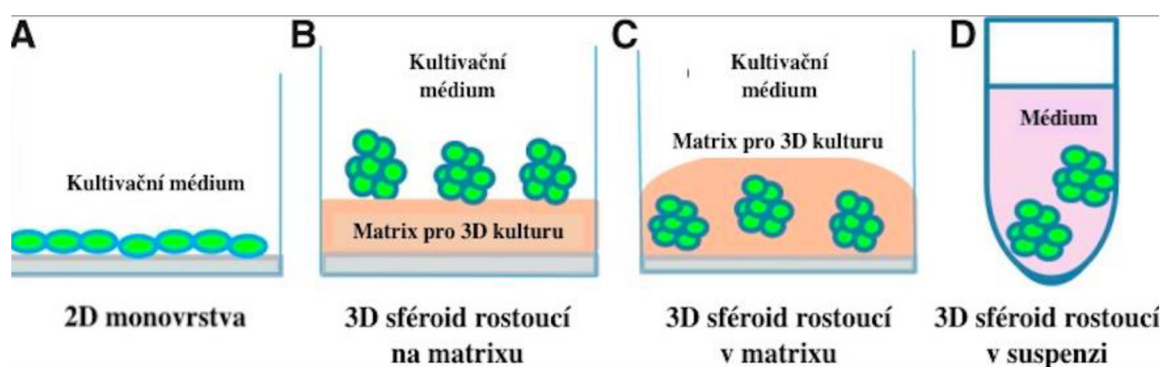 A
Kultivační médium
2D monovrstva
B
Kultivační
médium
Matrix pro 3D kulturu
3D sféroid rostoucí
na matrixu
C
Kultivační
médium
Matrix pro 3D kulturu
3D sféroid rostoucí
v matrixu
D
Médium
3D sféroid rostoucí
v suspenzi